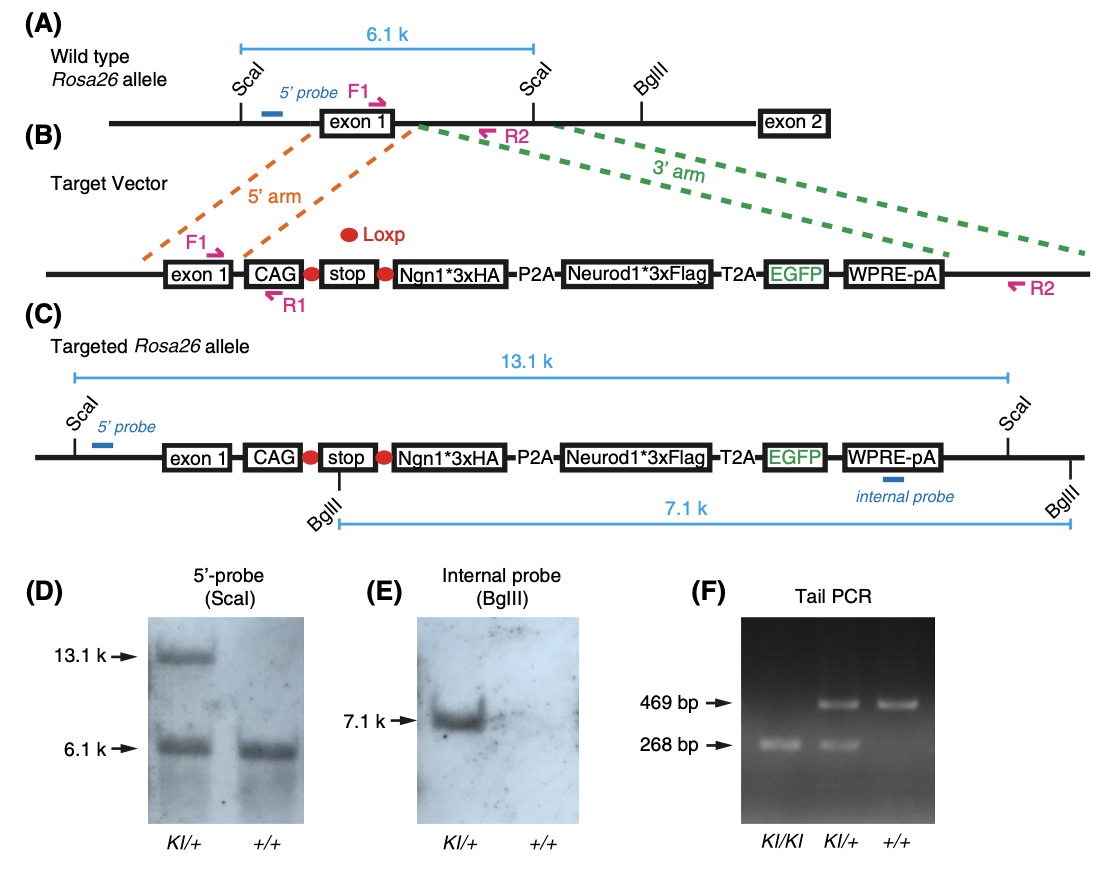 (A)
6.1 k
Wild type
Rosa26 allele
ScaI
5' probe
F1
exon 1
ScaI
BglII
exon 2
R2
(B)
Target Vector
5' arm
3' arm
Loxp
F1
exon 1
CAG
stop
Ngn1*3xHA
P2A
Neurod1*3xFlag
T2A
EGFP
WPRE-pA
R1
R2
(C)
Targeted Rosa26 allele
13.1 k
ScaI
5' probe
ScaI
exon 1
CAG
stop
Ngn1*3xHA
P2A
Neurod1*3xFlag
T2A
EGFP
WPRE-pA
internal probe
BglII
7.1 k
BglII
(D)
5'-probe
(ScaI)
13.1 k
6.1 k
KI/+
+/+
(E)
Internal probe
(BglII)
7.1 k
KI/+
+/+
(F)
Tail PCR
469 bp
268 bp
KI/KI
KI/+
+/+